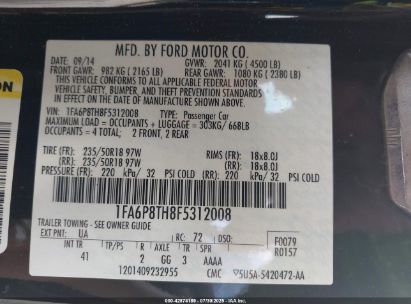 MFD. BY FORD MOTOR CO.
DATE: 09/14 GVWR: 2041 KG ( 4500 LB)
FRONT GAWR: 982 KG ( 2165 LB) REAR GAWR: 1080 KG ( 2380 LB)
THIS VEHICLE CONFORMS TO ALL APPLICABLE FEDERAL MOTOR
VEHICLE SAFETY, BUMPER, AND THEFT PREVENTION STANDARDS
IN EFFECT ON THE DATE OF MANUFACTURE SHOWN ABOVE.
VIN: 1FA6P8TH8F5312008 Type: Passenger Car
MAXIMUM LOAD = OCCUPANTS + LUGGAGE = 303KG/668LB
OCCUPANTS = 4 TOTAL: 2 FRONT, 2 REAR
TIRE (FR): 235/50R18 97W RIMS (FR) 18x8.0J
(RR): 235/50R18 97W (RR): 18x8.0J
PRESSURE (FR): 220 kPa/ 32 PSI COLD (RR): 220 kPa/ 32 PSI COLD
1FA6P8TH8F5312008
TOWING - SEE OWNER GUIDE
EXT PNT: UA RC: 72 DSO: F0079
INT TR TP/PS R AXLE TR SPR R0157
41 2 GG 3 AAAA
1201409232955 CMC 5U5A-5420472-AA